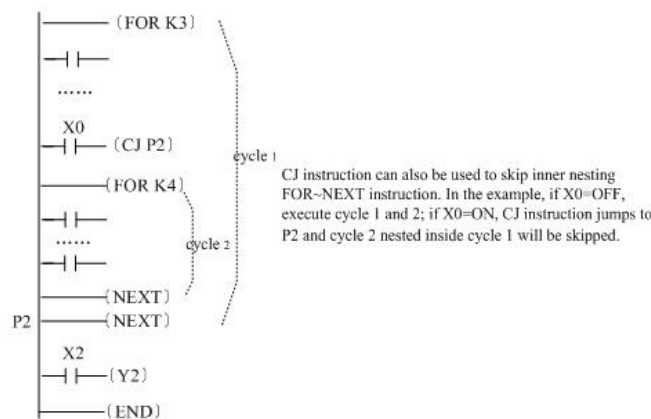 (FOR K3)
......
X0
(CJ P2)
cycle 1
(FOR K4)
......
cycle 2
(NEXT)
P2
(NEXT)
X2
(Y2)
(END)
CJ instruction can also be used to skip inner nesting
FOR~NEXT instruction. In the example, if X0=OFF,
execute cycle 1 and 2; if X0=ON, CJ instruction jumps to
P2 and cycle 2 nested inside cycle 1 will be skipped.